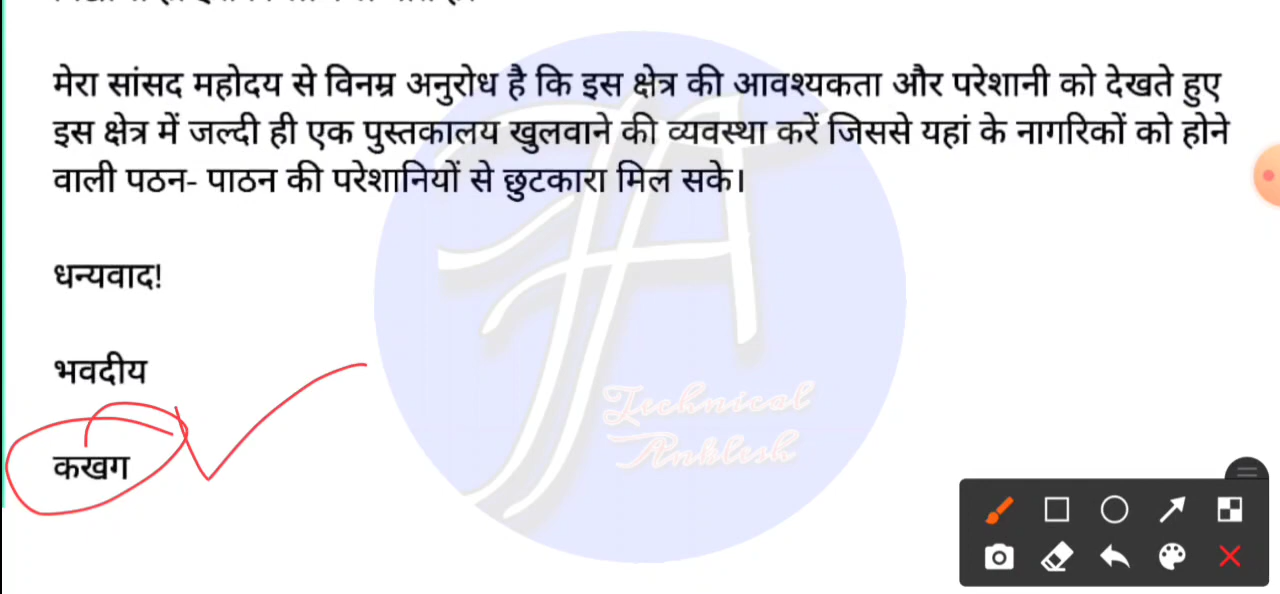 मेरा सांसद महोदय से विनम्र अनुरोध है कि इस क्षेत्र की आवश्यकता और परेशानी को देखते हुए
इस क्षेत्र में जल्दी ही एक पुस्तकालय खुलवाने की व्यवस्था करें जिससे यहां के नागरिकों को होने
वाली पठन- पाठन की परेशानियों से छुटकारा मिल सके।
धन्यवाद!
भवदीय
Technical
कखग